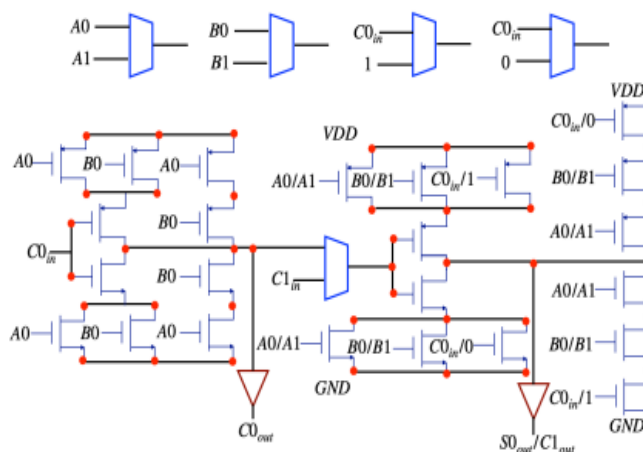 A0
A1
B0
B1
C0in
1
C0in
0
VDD
C0in/0
VDD
A0
B0
A0
A0/A1
B0/B1
C0in/1
B0/B1
B0
A0/A1
C0in
C1in
B0
A0/A1
A0
B0
A0
A0/A1
B0/B1
C0in/0
B0/B1
GND
C0in/1
GND
C0out
S0out/C1out